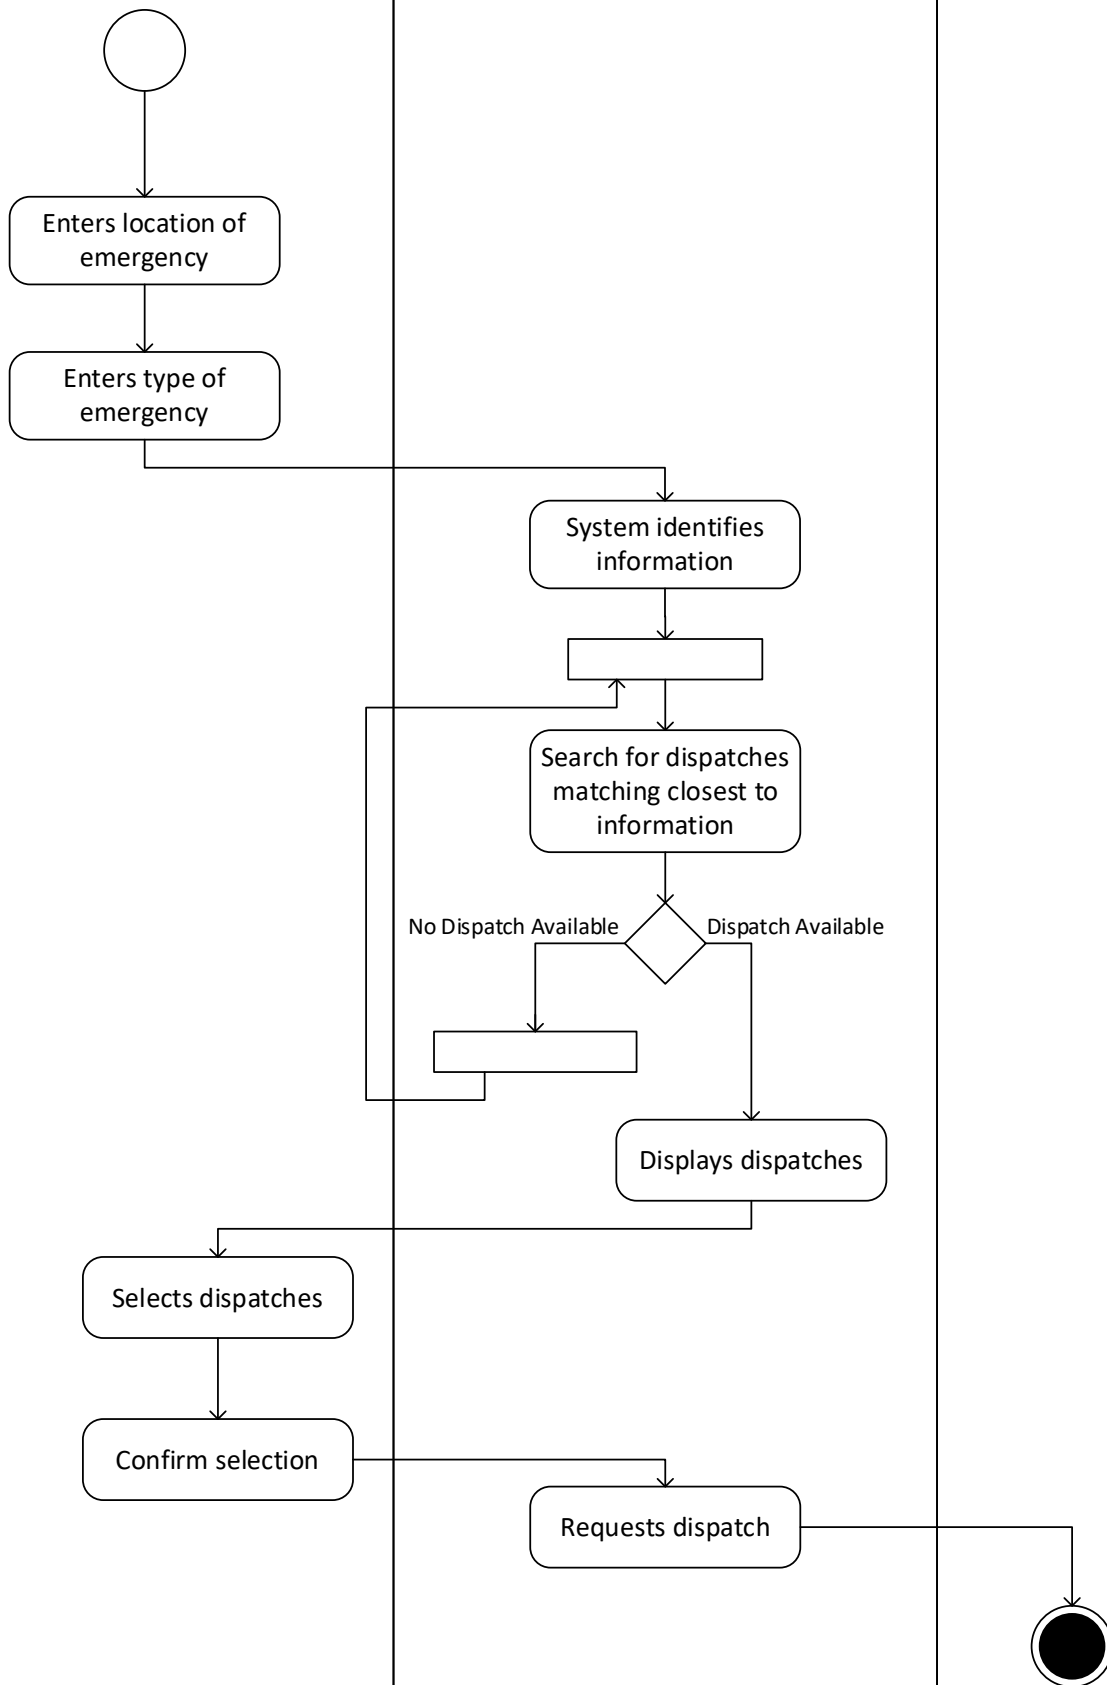 Enters location of
emergency
Enters type of
emergency
System identifies
information
Search for dispatches
matching closest to
information
No Dispatch Available
Dispatch Available
Displays dispatches
Selects dispatches
Confirm selection
Requests dispatch